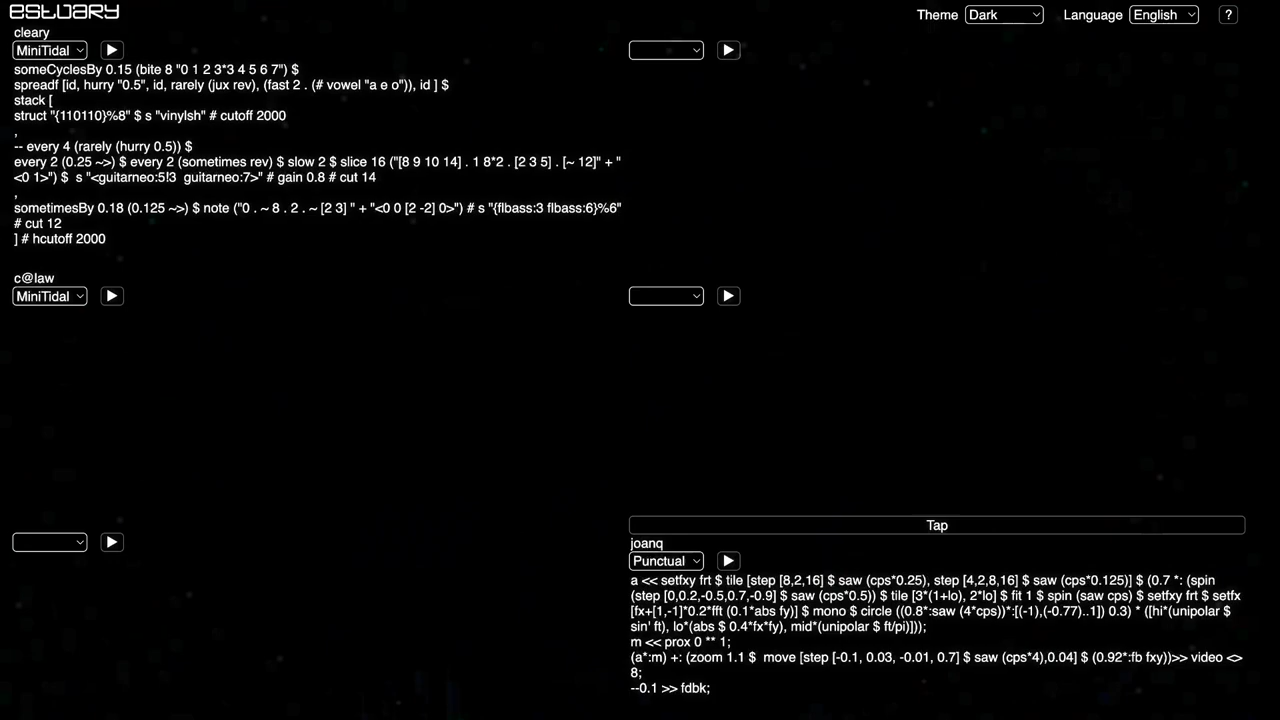 estuary
Theme Dark Language English ?
cleary
MiniTidal
someCyclesBy 0.15 (bite 8 "0 1 2 3*3 4 5 6 7") $
spreadf [id, hurry "0.5", id, rarely (jux rev), (fast 2 . (# vowel "a e o")), id ] $
stack [
struct "{110110}%8" $ s "vinylsh" # cutoff 2000
,
-- every 4 (rarely (hurry 0.5)) $
every 2 (0.25 ~>) $ every 2 (sometimes rev) $ slow 2 $ slice 16 ("[8 9 10 14] . 1 8*2 . [2 3 5] . [~ 12]" + "
<0 1>") $  s "<guitarneo:5!3  guitarneo:7>" # gain 0.8 # cut 14
,
sometimesBy 0.18 (0.125 ~>) $ note ("0 . ~ 8 . 2 . ~ [2 3] " + "<0 0 [2 -2] 0>") # s "{flbass:3 flbass:6}%6"
# cut 12
] # hcutoff 2000
c@law
MiniTidal
Tap
joanq
Punctual
a << setfxy frt $ tile [step [8,2,16] $ saw (cps*0.25), step [4,2,8,16] $ saw (cps*0.125)] $ (0.7 *: (spin
(step [0,0.2,-0.5,0.7,-0.9] $ saw (cps*0.5)) $ tile [3*(1+lo), 2*lo] $ fit 1 $ spin (saw cps) $ setfxy frt $ setfx
[fx+[1,-1]*0.2*fft (0.1*abs fy)] $ mono $ circle ((0.8*:saw (4*cps))*:[(-1),(-0.77)..1]) 0.3) * ([hi*(unipolar $
sin' ft), lo*(abs $ 0.4*fx*fy), mid*(unipolar $ ft/pi)]));
m << prox 0 ** 1;
(a*:m) +: (zoom 1.1 $  move [step [-0.1, 0.03, -0.01, 0.7] $ saw (cps*4),0.04] $ (0.92*:fb fxy))>> video <>
8;
--0.1 >> fdbk;